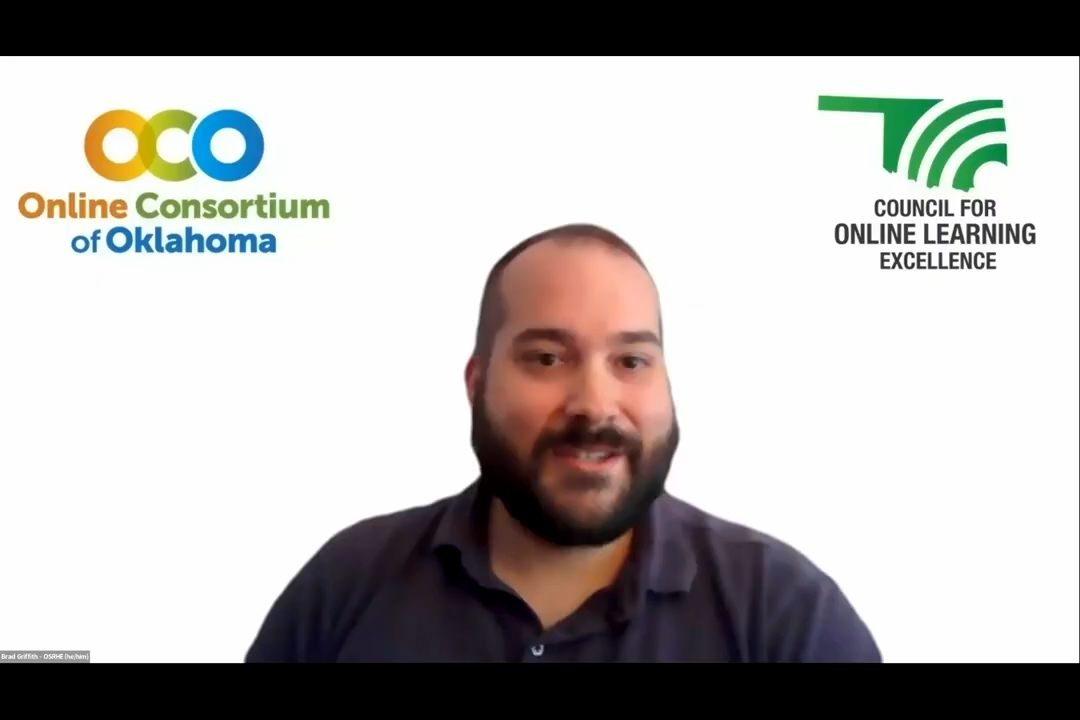 OCO
Online Consortium
of Oklahoma
COUNCIL FOR
ONLINE LEARNING
EXCELLENCE
Brad Griffith - OSRHE (he/him)